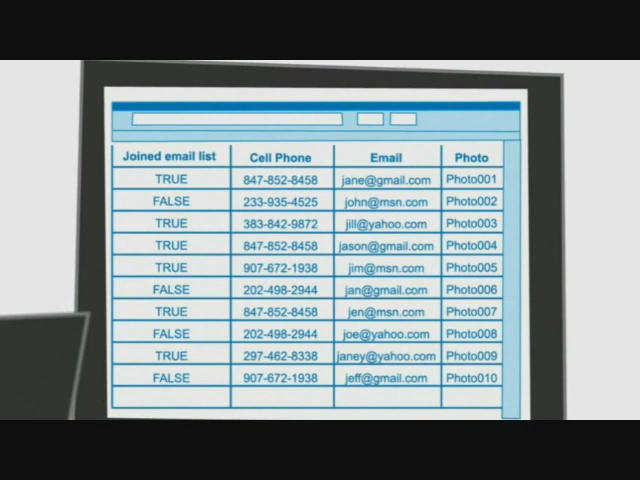 Joined email list Cell Phone Email Photo
TRUE 847-852-8458 jane@gmail.com Photo001
FALSE 233-935-4525 john@msn.com Photo002
TRUE 383-842-9872 jill@yahoo.com Photo003
TRUE 847-852-8458 jason@gmail.com Photo004
TRUE 907-672-1938 jim@msn.com Photo005
FALSE 202-498-2944 jan@gmail.com Photo006
TRUE 847-852-8458 jen@msn.com Photo007
FALSE 202-498-2944 joe@yahoo.com Photo008
TRUE 297-462-8338 janey@yahoo.com Photo009
FALSE 907-672-1938 jeff@gmail.com Photo010